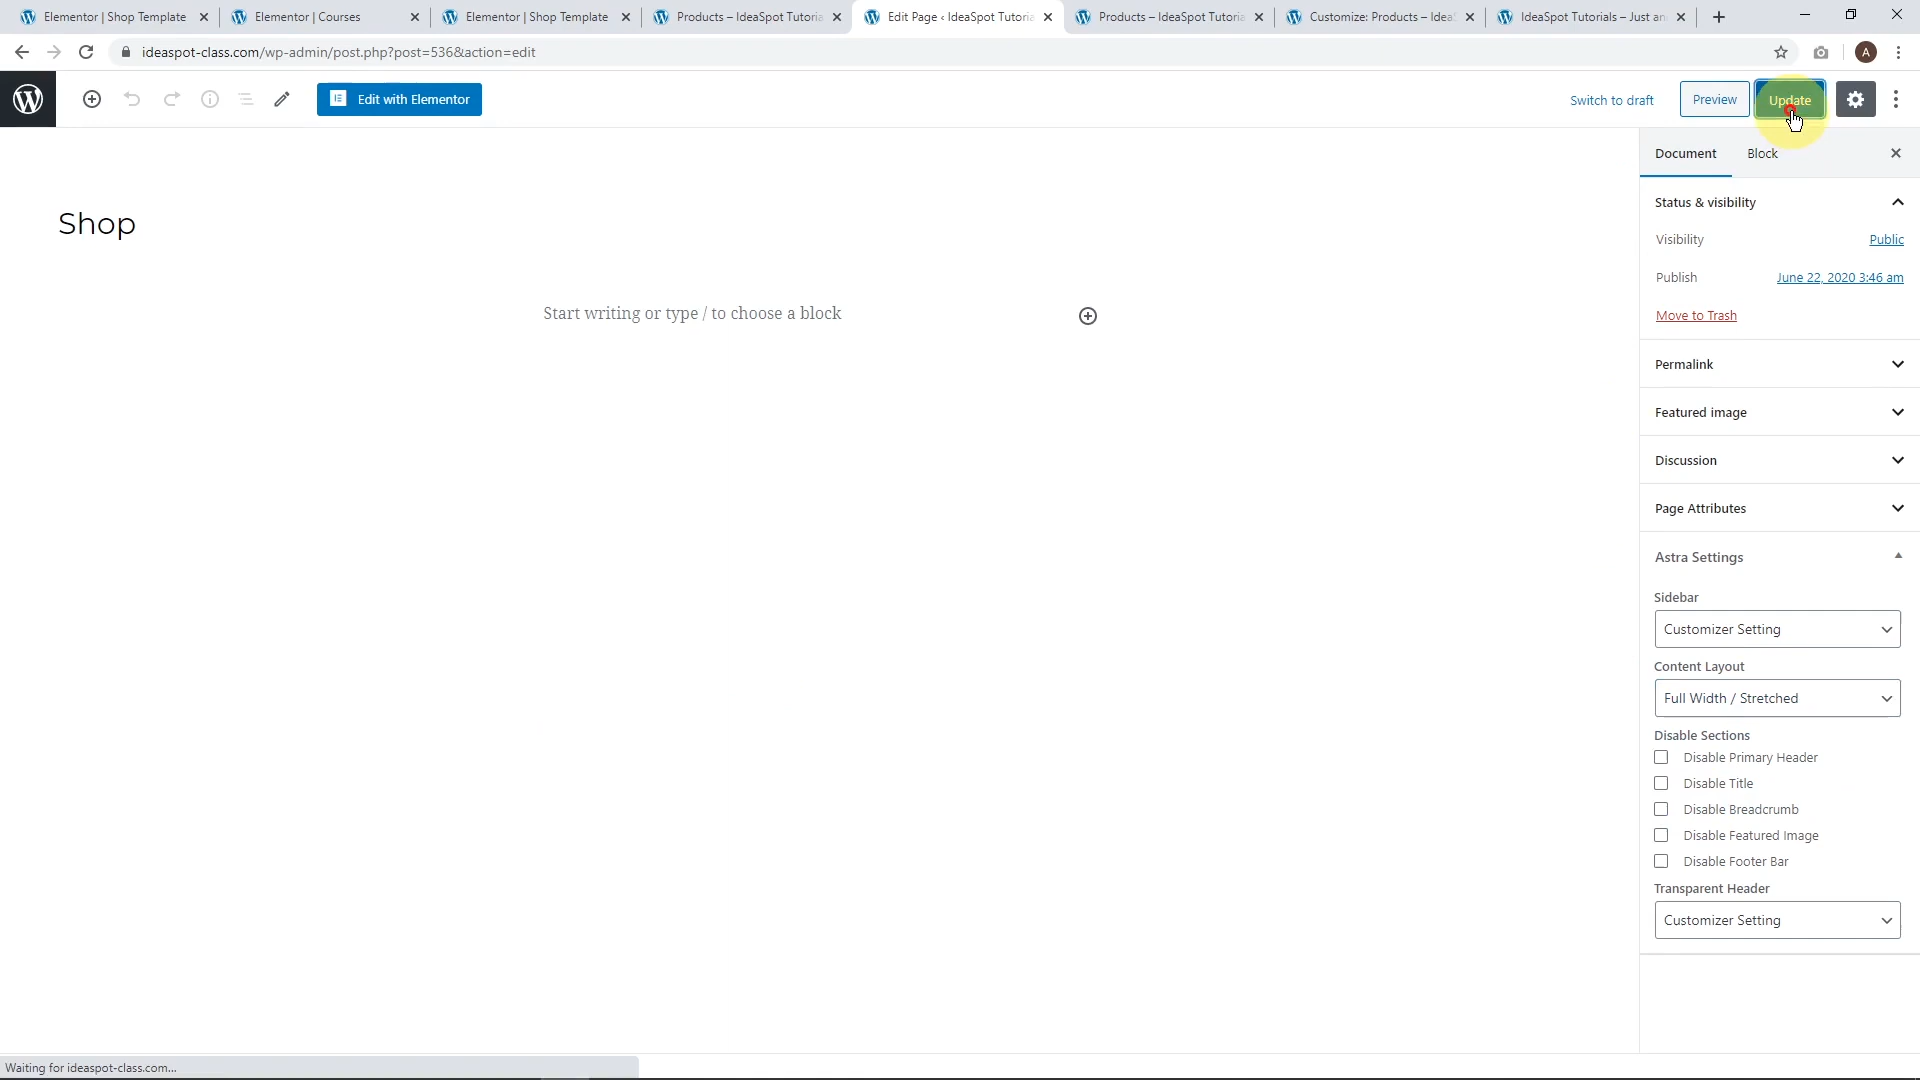 Elementor | Shop Template
Elementor | Courses
Elementor | Shop Template
Products – IdeaSpot Tutoria
Edit Page ‹ IdeaSpot Tutoria
Products – IdeaSpot Tutoria
Customize: Products – Idea
IdeaSpot Tutorials – Just an
ideaspot-class.com/wp-admin/post.php?post=536&action=edit
A
Edit with Elementor
Switch to draft
Preview
Update
Document
Block
Status & visibility
Shop
Visibility
Public
Publish
June 22, 2020 3:46 am
Start writing or type / to choose a block
Move to Trash
Permalink
Featured image
Discussion
Page Attributes
Astra Settings
Sidebar
Customizer Setting
Content Layout
Full Width / Stretched
Disable Sections
Disable Primary Header
Disable Title
Disable Breadcrumb
Disable Featured Image
Disable Footer Bar
Transparent Header
Customizer Setting
Waiting for ideaspot-class.com...